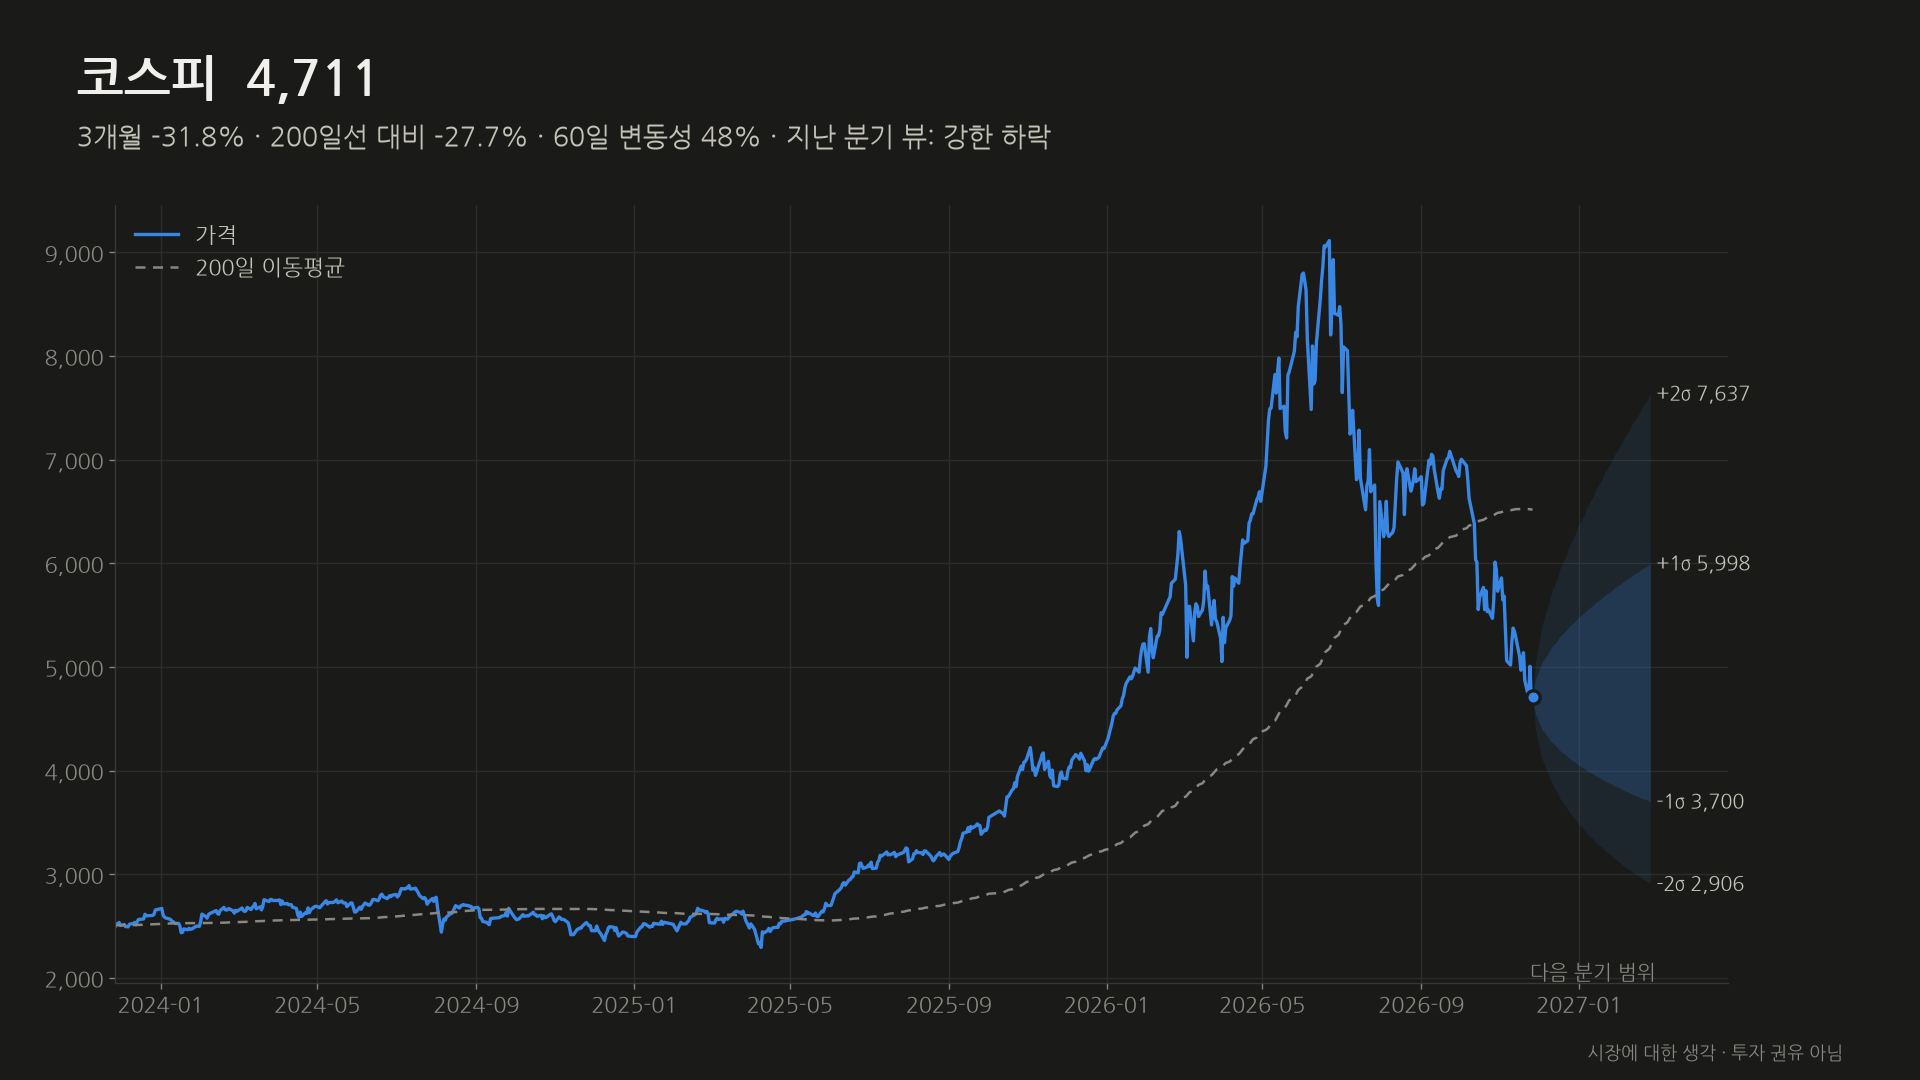 코스피 4,711
3개월 -31.8% · 200일선 대비 -27.7% · 60일 변동성 48% · 지난 분기 뷰: 강한 하락
가격
200일 이동평균
9,000
8,000
7,000
6,000
5,000
4,000
3,000
2,000
+2σ 7,637
+1σ 5,998
-1σ 3,700
-2σ 2,906
다음 분기 범위
2024-01
2024-05
2024-09
2025-01
2025-05
2025-09
2026-01
2026-05
2026-09
2027-01
시장에 대한 생각 · 투자 권유 아님